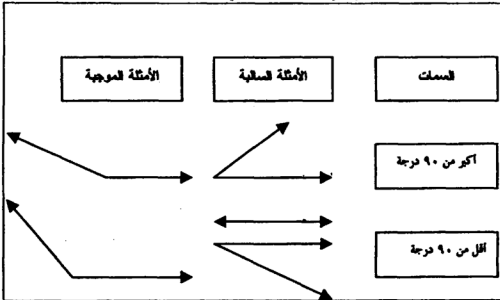 السمات
الأمثلة السالبة
الأمثلة الموجبة
أكبر من ٩٠ درجة
أقل من ٩٠ درجة